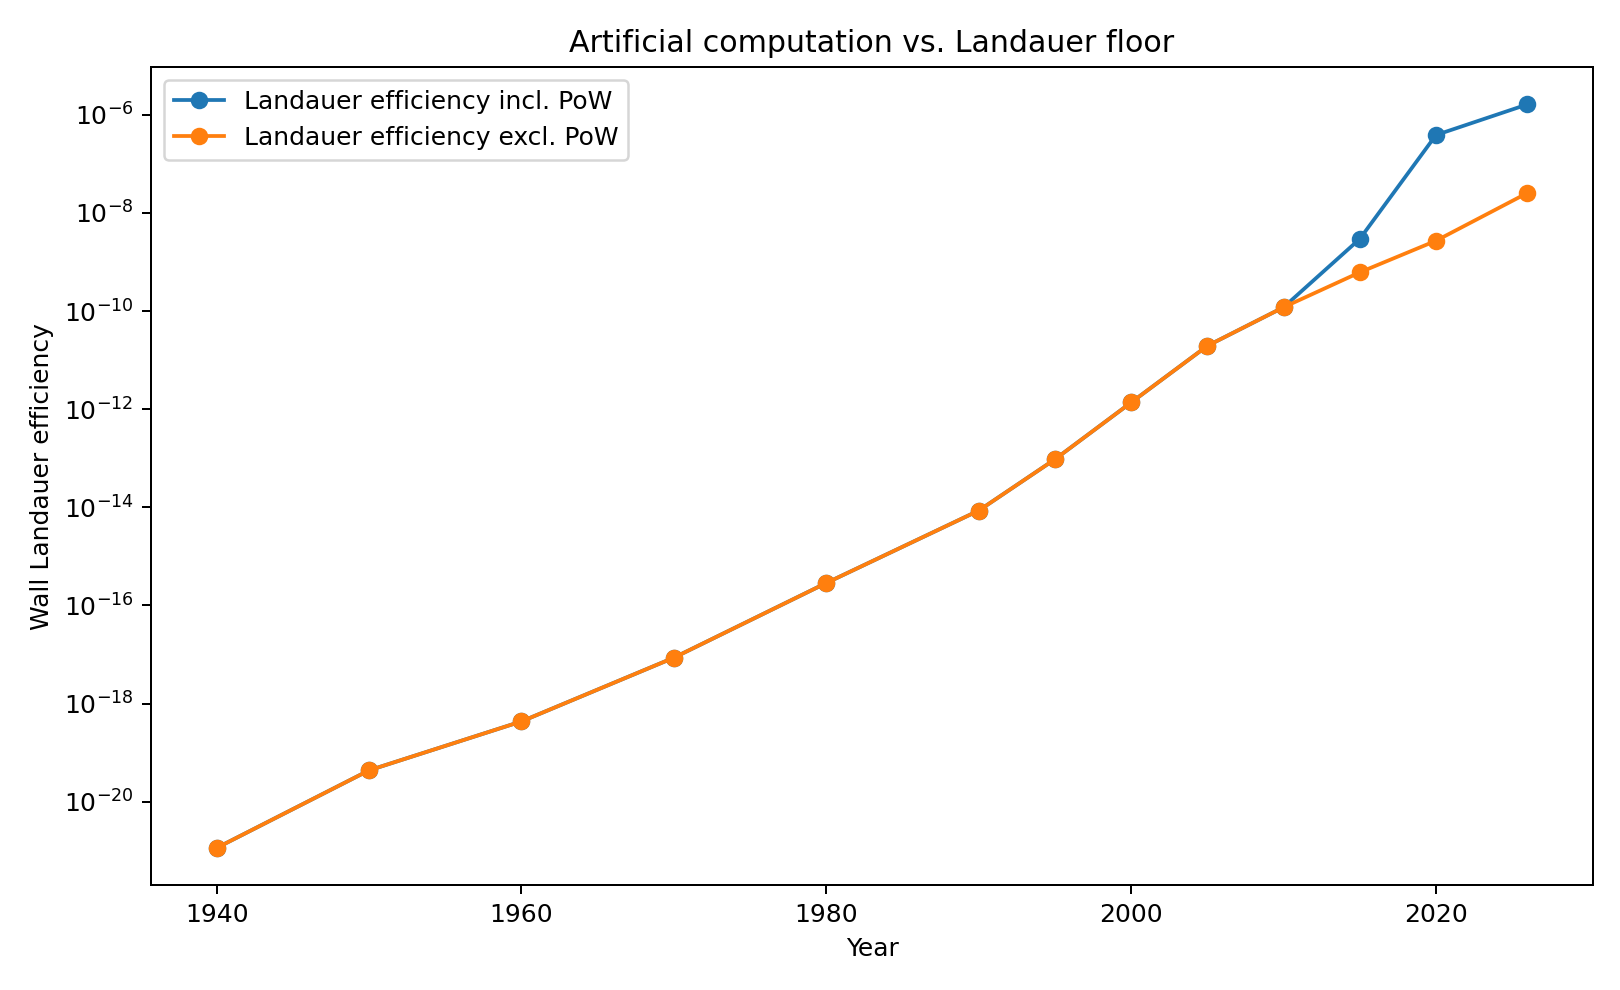 Artificial computation vs. Landauer floor
Landauer efficiency incl. PoW
Landauer efficiency excl. PoW
Wall Landauer efficiency
10⁻⁶
10⁻⁸
10⁻¹⁰
10⁻¹²
10⁻¹⁴
10⁻¹⁶
10⁻¹⁸
10⁻²⁰
1940 1960 1980 2000 2020
Year